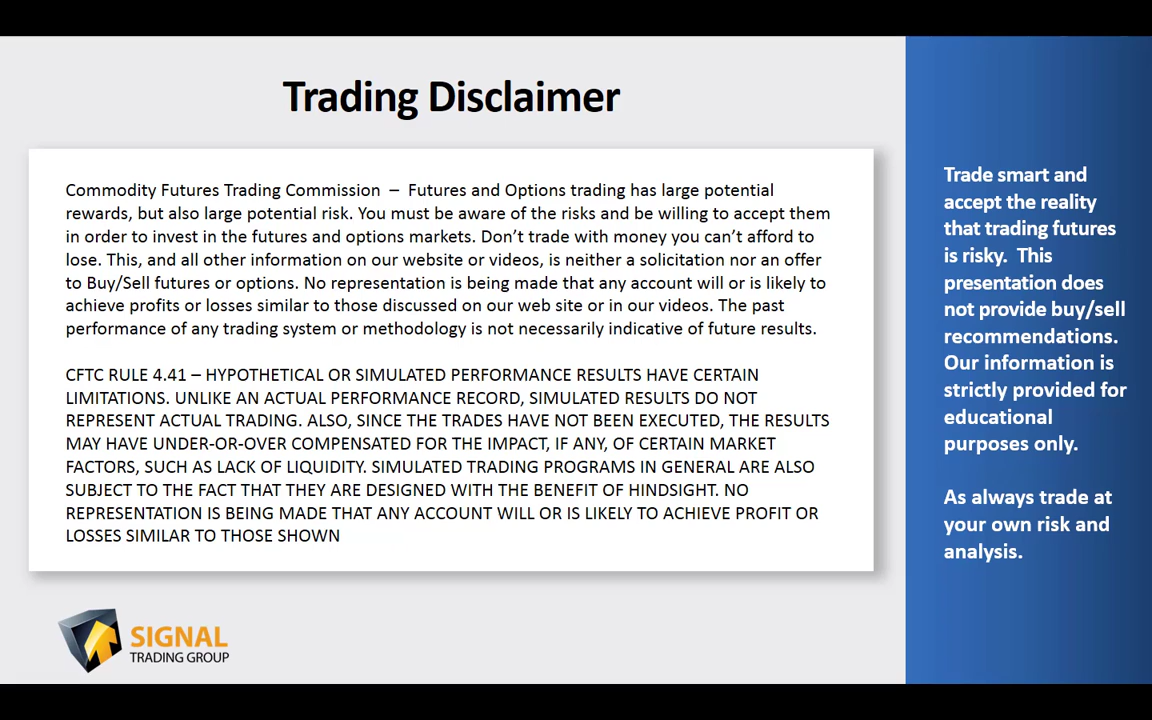 Trading Disclaimer
Commodity Futures Trading Commission – Futures and Options trading has large potential
rewards, but also large potential risk. You must be aware of the risks and be willing to accept them
in order to invest in the futures and options markets. Don’t trade with money you can’t afford to
lose. This, and all other information on our website or videos, is neither a solicitation nor an offer
to Buy/Sell futures or options. No representation is being made that any account will or is likely to
achieve profits or losses similar to those discussed on our web site or in our videos. The past
performance of any trading system or methodology is not necessarily indicative of future results.
CFTC RULE 4.41 – HYPOTHETICAL OR SIMULATED PERFORMANCE RESULTS HAVE CERTAIN
LIMITATIONS. UNLIKE AN ACTUAL PERFORMANCE RECORD, SIMULATED RESULTS DO NOT
REPRESENT ACTUAL TRADING. ALSO, SINCE THE TRADES HAVE NOT BEEN EXECUTED, THE RESULTS
MAY HAVE UNDER-OR-OVER COMPENSATED FOR THE IMPACT, IF ANY, OF CERTAIN MARKET
FACTORS, SUCH AS LACK OF LIQUIDITY. SIMULATED TRADING PROGRAMS IN GENERAL ARE ALSO
SUBJECT TO THE FACT THAT THEY ARE DESIGNED WITH THE BENEFIT OF HINDSIGHT. NO
REPRESENTATION IS BEING MADE THAT ANY ACCOUNT WILL OR IS LIKELY TO ACHIEVE PROFIT OR
LOSSES SIMILAR TO THOSE SHOWN
SIGNAL
TRADING GROUP
Trade smart and
accept the reality
that trading futures
is risky. This
presentation does
not provide buy/sell
recommendations.
Our information is
strictly provided for
educational
purposes only.
As always trade at
your own risk and
analysis.